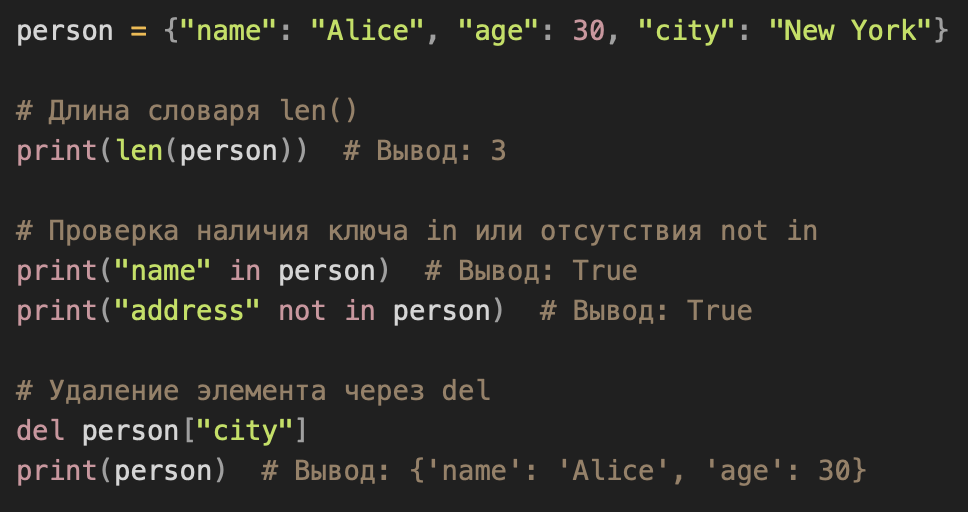 person = {"name": "Alice", "age": 30, "city": "New York"}
# Длина словаря len()
print(len(person))  # Вывод: 3
# Проверка наличия ключа in или отсутствия not in
print("name" in person)  # Вывод: True
print("address" not in person)  # Вывод: True
# Удаление элемента через del
del person["city"]
print(person)  # Вывод: {'name': 'Alice', 'age': 30}